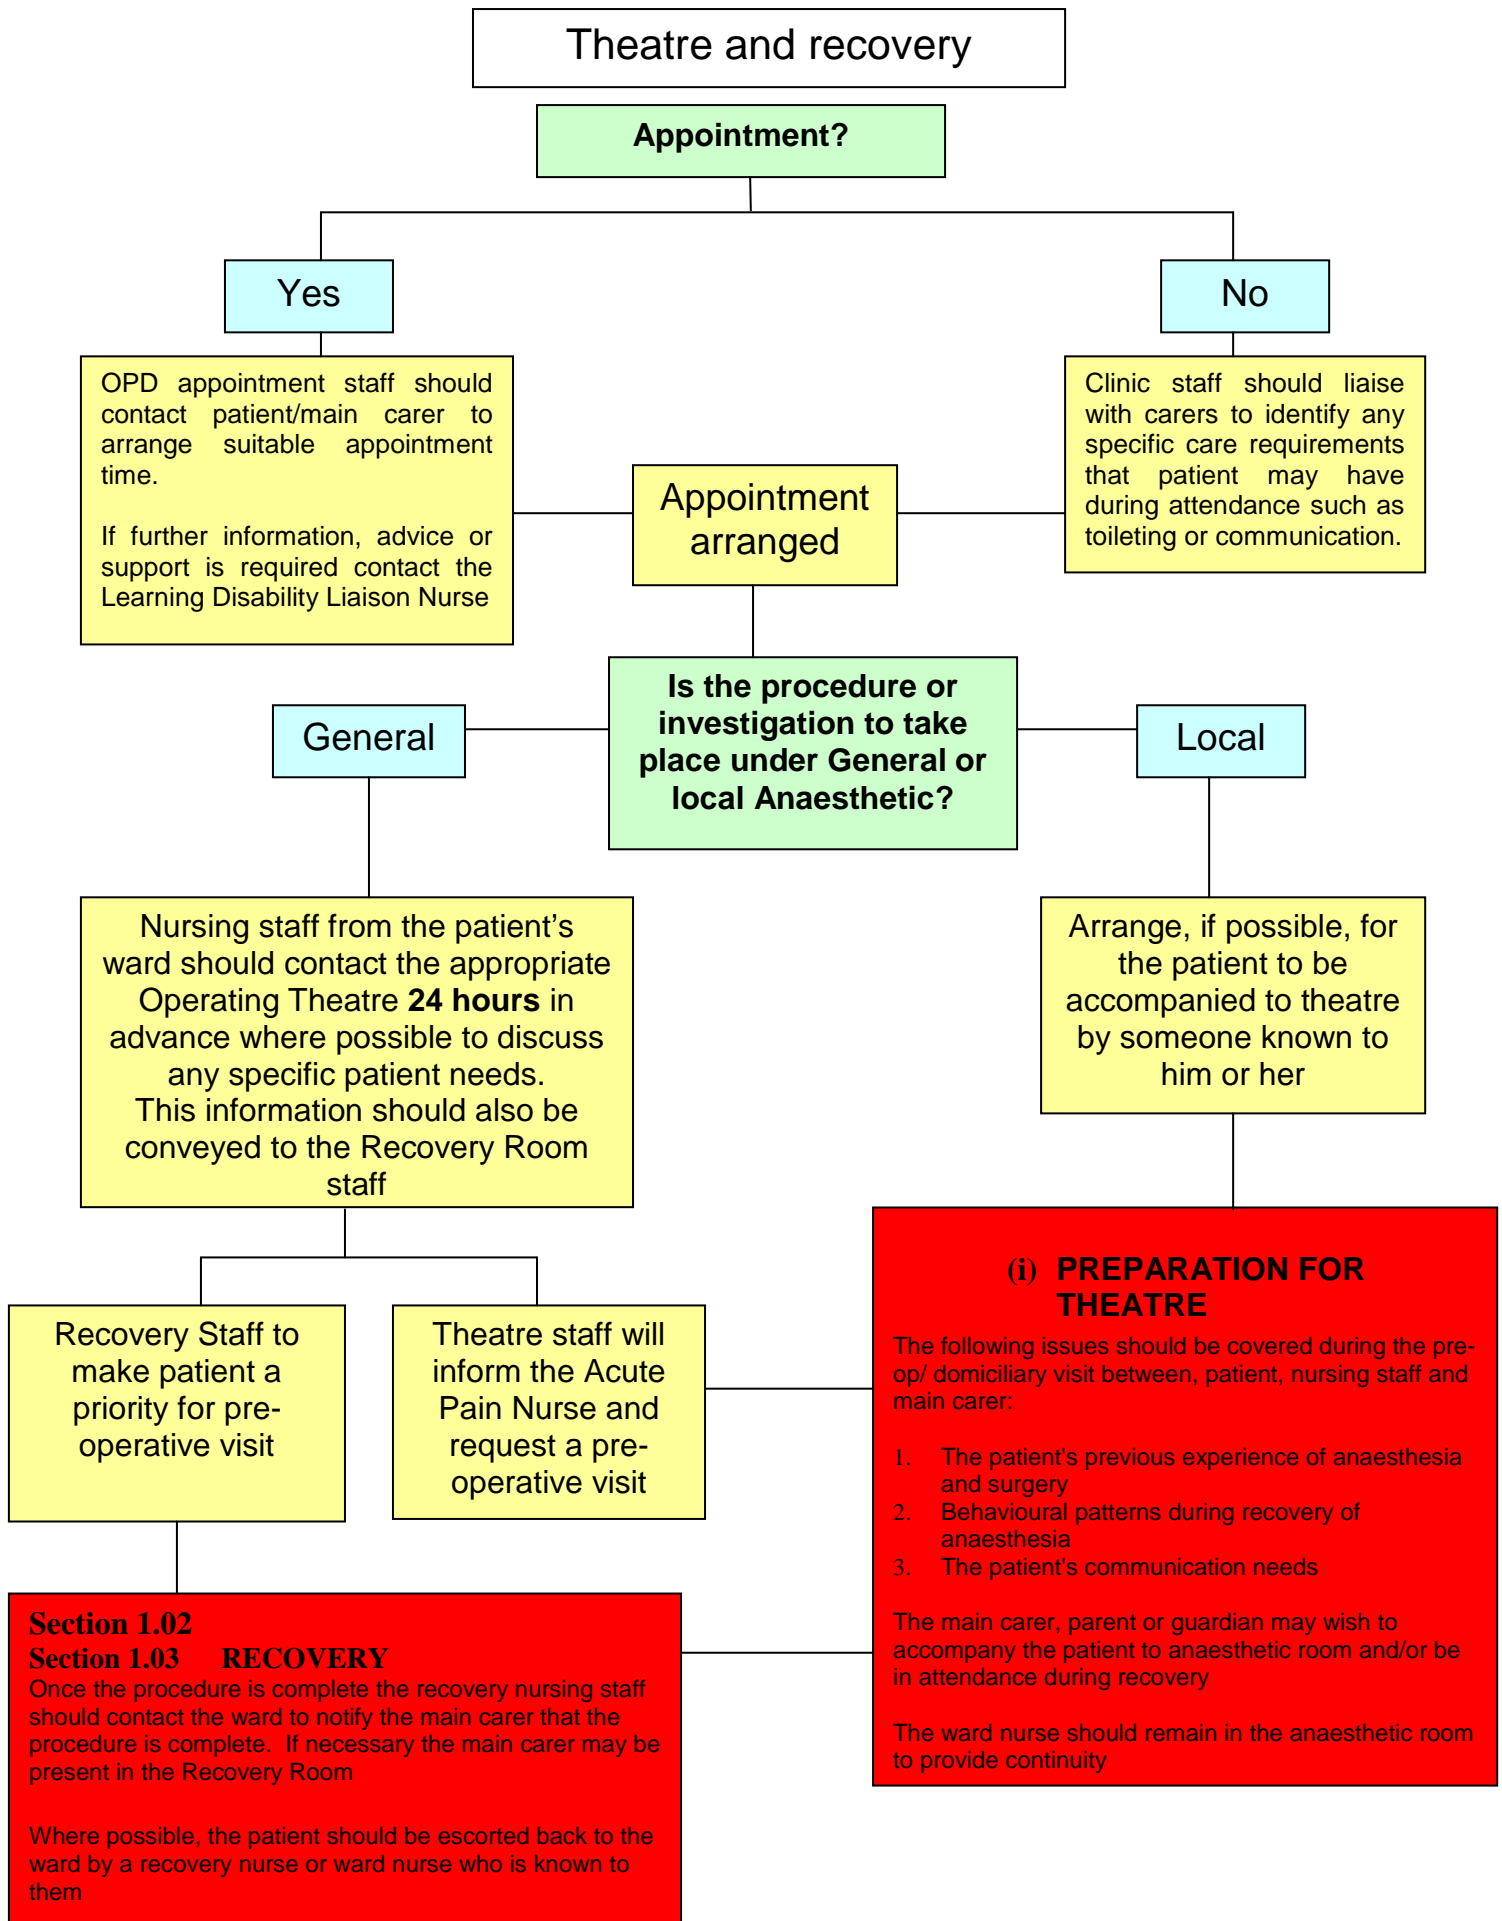 Theatre and recovery
Appointment?
Yes
No
OPD appointment staff should
contact patient/main carer to
arrange suitable appointment
time.
If further information, advice or
support is required contact the
Learning Disability Liaison Nurse
Appointment
arranged
Clinic staff should liaise
with carers to identify any
specific care requirements
that patient may have
during attendance such as
toileting or communication.
Is the procedure or
investigation to take
place under General or
local Anaesthetic?
General
Local
Nursing staff from the patient’s
ward should contact the appropriate
Operating Theatre 24 hours in
advance where possible to discuss
any specific patient needs.
This information should also be
conveyed to the Recovery Room
staff
Arrange, if possible, for
the patient to be
accompanied to theatre
by someone known to
him or her
Recovery Staff to
make patient a
priority for pre-
operative visit
Theatre staff will
inform the Acute
Pain Nurse and
request a pre-
operative visit
(i) PREPARATION FOR
THEATRE
The following issues should be covered during the pre-
op/ domiciliary visit between, patient, nursing staff and
main carer:
1. The patient's previous experience of anaesthesia
and surgery
2. Behavioural patterns during recovery of
anaesthesia
3. The patient's communication needs
The main carer, parent or guardian may wish to
accompany the patient to anaesthetic room and/or be
in attendance during recovery
The ward nurse should remain in the anaesthetic room
to provide continuity
Section 1.02
Section 1.03 RECOVERY
Once the procedure is complete the recovery nursing staff
should contact the ward to notify the main carer that the
procedure is complete. If necessary the main carer may be
present in the Recovery Room
Where possible, the patient should be escorted back to the
ward by a recovery nurse or ward nurse who is known to
them